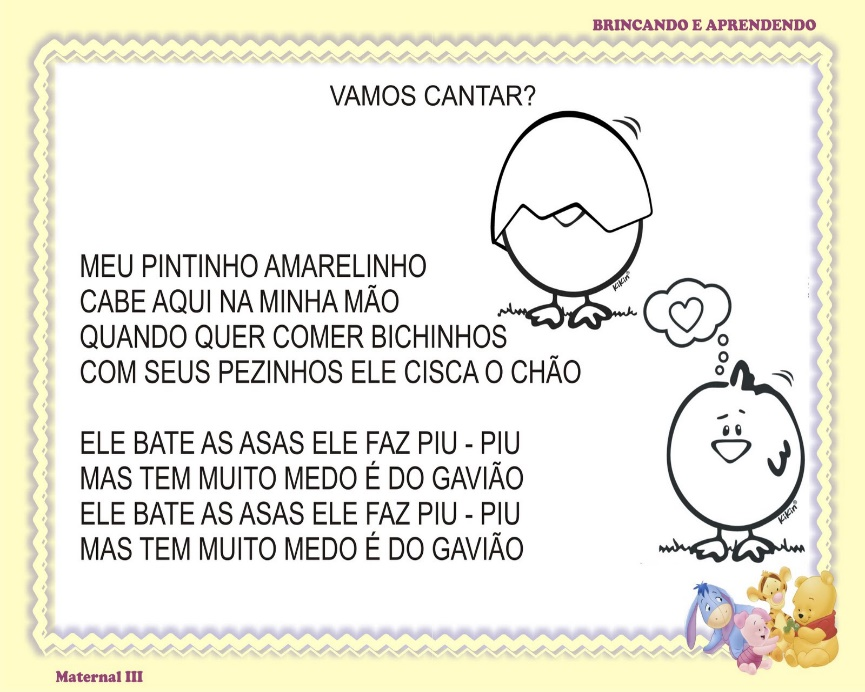 BRINCANDO E APRENDENDO
VAMOS CANTAR?
MEU PINTINHO AMARELINHO
CABE AQUI NA MINHA MÃO
QUANDO QUER COMER BICHINHOS
COM SEUS PEZINHOS ELE CISCA O CHÃO
ELE BATE AS ASAS ELE FAZ PIU - PIU
MAS TEM MUITO MEDO É DO GAVIÃO
ELE BATE AS ASAS ELE FAZ PIU - PIU
MAS TEM MUITO MEDO É DO GAVIÃO
Kikin
Kikin
Maternal III